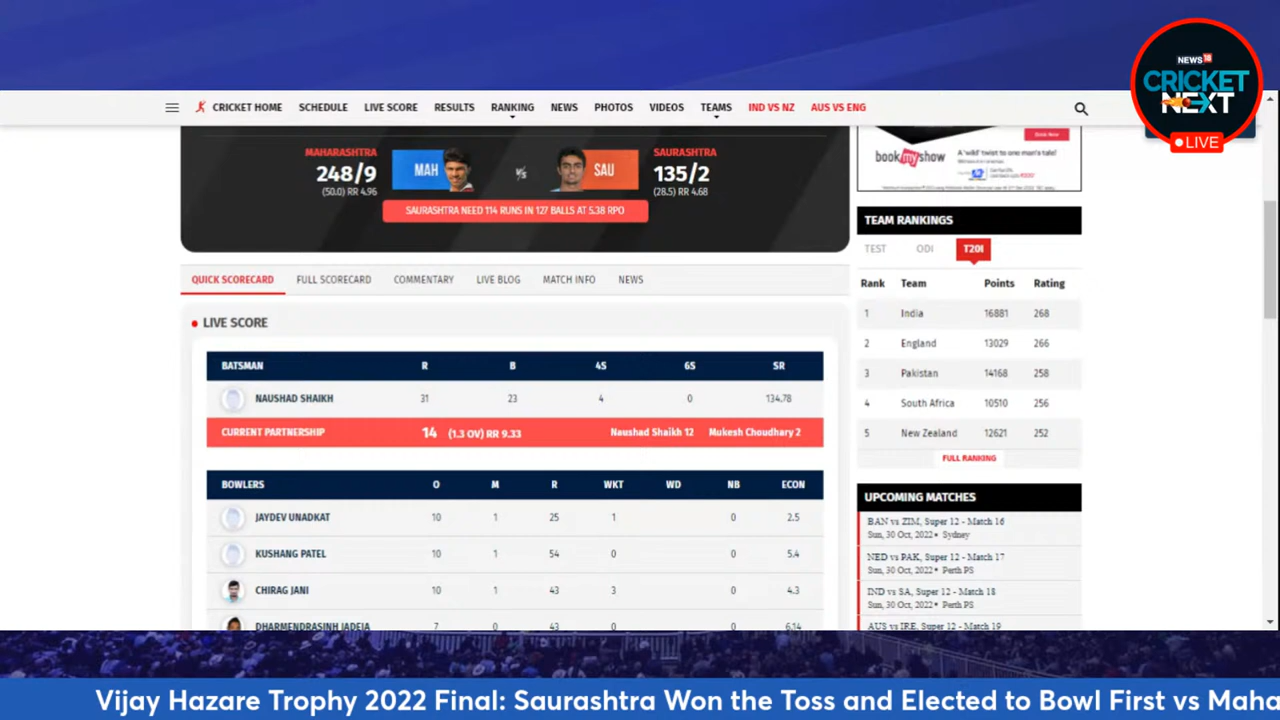 NEWS18
CRICKET
NEXT
LIVE
CRICKET HOME SCHEDULE LIVE SCORE RESULTS RANKING NEWS PHOTOS VIDEOS TEAMS IND VS NZ AUS VS ENG
MAHARASHTRA
248/9
(50.0) RR 4.96
MAH
VS
SAU
SAURASHTRA
135/2
(28.5) RR 4.68
SAURASHTRA NEED 114 RUNS IN 127 BALLS AT 5.38 RPO
Book Now
book my show
A 'wild' twist to one man's tale!
QUICK SCORECARD FULL SCORECARD COMMENTARY LIVE BLOG MATCH INFO NEWS
LIVE SCORE
BATSMAN R B 4S 6S SR
NAUSHAD SHAIKH 31 23 4 0 134.78
CURRENT PARTNERSHIP 14 (1.3 OV) RR 9.33 Naushad Shaikh 12 Mukesh Choudhary 2
BOWLERS O M R WKT WD NB ECON
JAYDEV UNADKAT 10 1 25 1 0 2.5
KUSHANG PATEL 10 1 54 0 0 5.4
CHIRAG JANI 10 1 43 3 0 4.3
DHARMENDRASINH JADEJA 7 0 43 0 0 6.14
TEAM RANKINGS
TEST ODI T20I
Rank Team Points Rating
1 India 16881 268
2 England 13029 266
3 Pakistan 14168 258
4 South Africa 10510 256
5 New Zealand 12621 252
FULL RANKING
UPCOMING MATCHES
BAN vs ZIM, Super 12 - Match 16
Sun, 30 Oct, 2022 • Sydney
NED vs PAK, Super 12 - Match 17
Sun, 30 Oct, 2022 • Perth PS
IND vs SA, Super 12 - Match 18
Sun, 30 Oct, 2022 • Perth PS
AUS vs IRE, Super 12 - Match 19
Vijay Hazare Trophy 2022 Final: Saurashtra Won the Toss and Elected to Bowl First vs Maha